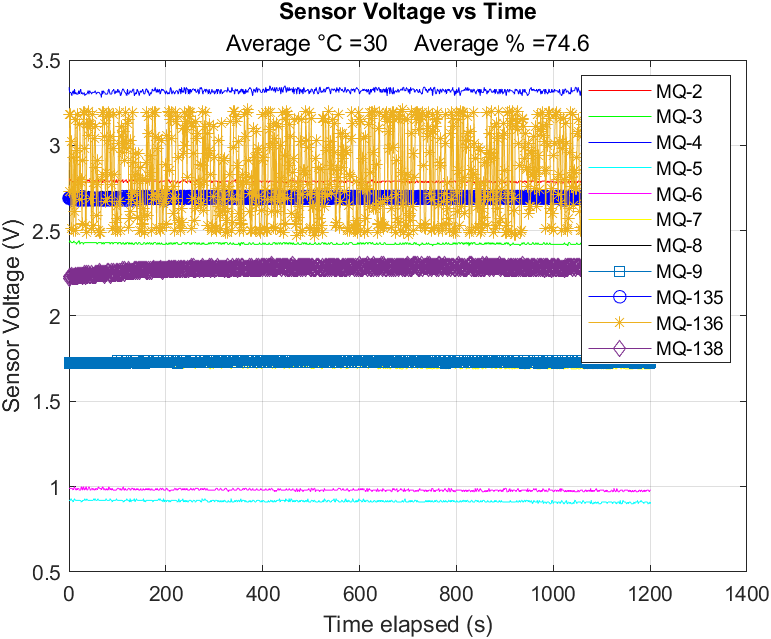 Sensor Voltage vs Time
Average °C =30 Average % =74.6
Sensor Voltage (V)
3.5
3
2.5
2
1.5
1
0.5
0
200
400
600
800
1000
1200
1400
Time elapsed (s)
MQ-2
MQ-3
MQ-4
MQ-5
MQ-6
MQ-7
MQ-8
MQ-9
MQ-135
MQ-136
MQ-138